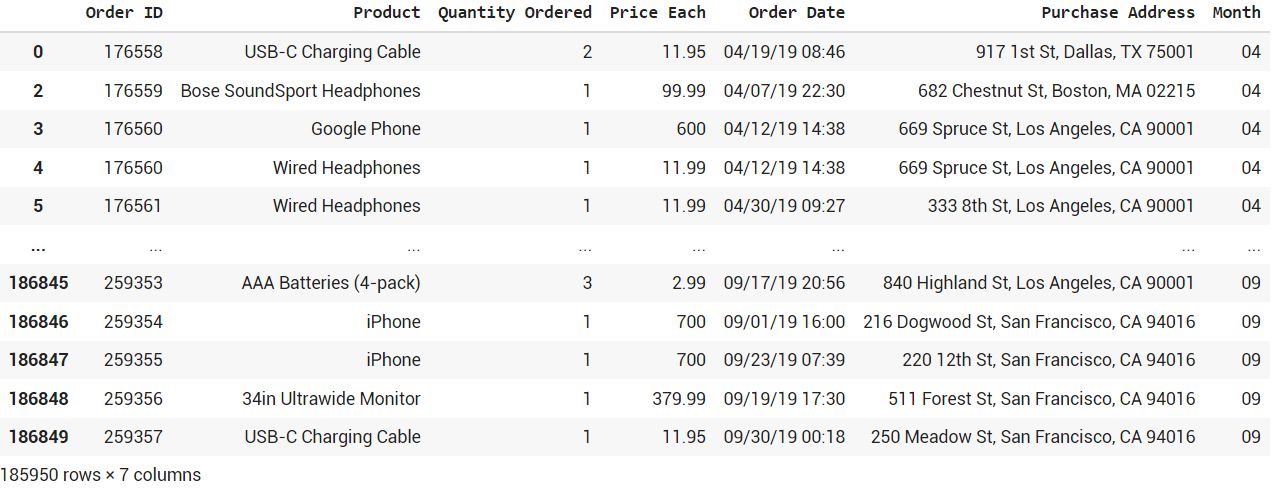 Order ID Product Quantity Ordered Price Each Order Date Purchase Address Month
0 176558 USB-C Charging Cable 2 11.95 04/19/19 08:46 917 1st St, Dallas, TX 75001 04
2 176559 Bose SoundSport Headphones 1 99.99 04/07/19 22:30 682 Chestnut St, Boston, MA 02215 04
3 176560 Google Phone 1 600 04/12/19 14:38 669 Spruce St, Los Angeles, CA 90001 04
4 176560 Wired Headphones 1 11.99 04/12/19 14:38 669 Spruce St, Los Angeles, CA 90001 04
5 176561 Wired Headphones 1 11.99 04/30/19 09:27 333 8th St, Los Angeles, CA 90001 04
... ... ... ... ... ... ... ...
186845 259353 AAA Batteries (4-pack) 3 2.99 09/17/19 20:56 840 Highland St, Los Angeles, CA 90001 09
186846 259354 iPhone 1 700 09/01/19 16:00 216 Dogwood St, San Francisco, CA 94016 09
186847 259355 iPhone 1 700 09/23/19 07:39 220 12th St, San Francisco, CA 94016 09
186848 259356 34in Ultrawide Monitor 1 379.99 09/19/19 17:30 511 Forest St, San Francisco, CA 94016 09
186849 259357 USB-C Charging Cable 1 11.95 09/30/19 00:18 250 Meadow St, San Francisco, CA 94016 09
185950 rows × 7 columns